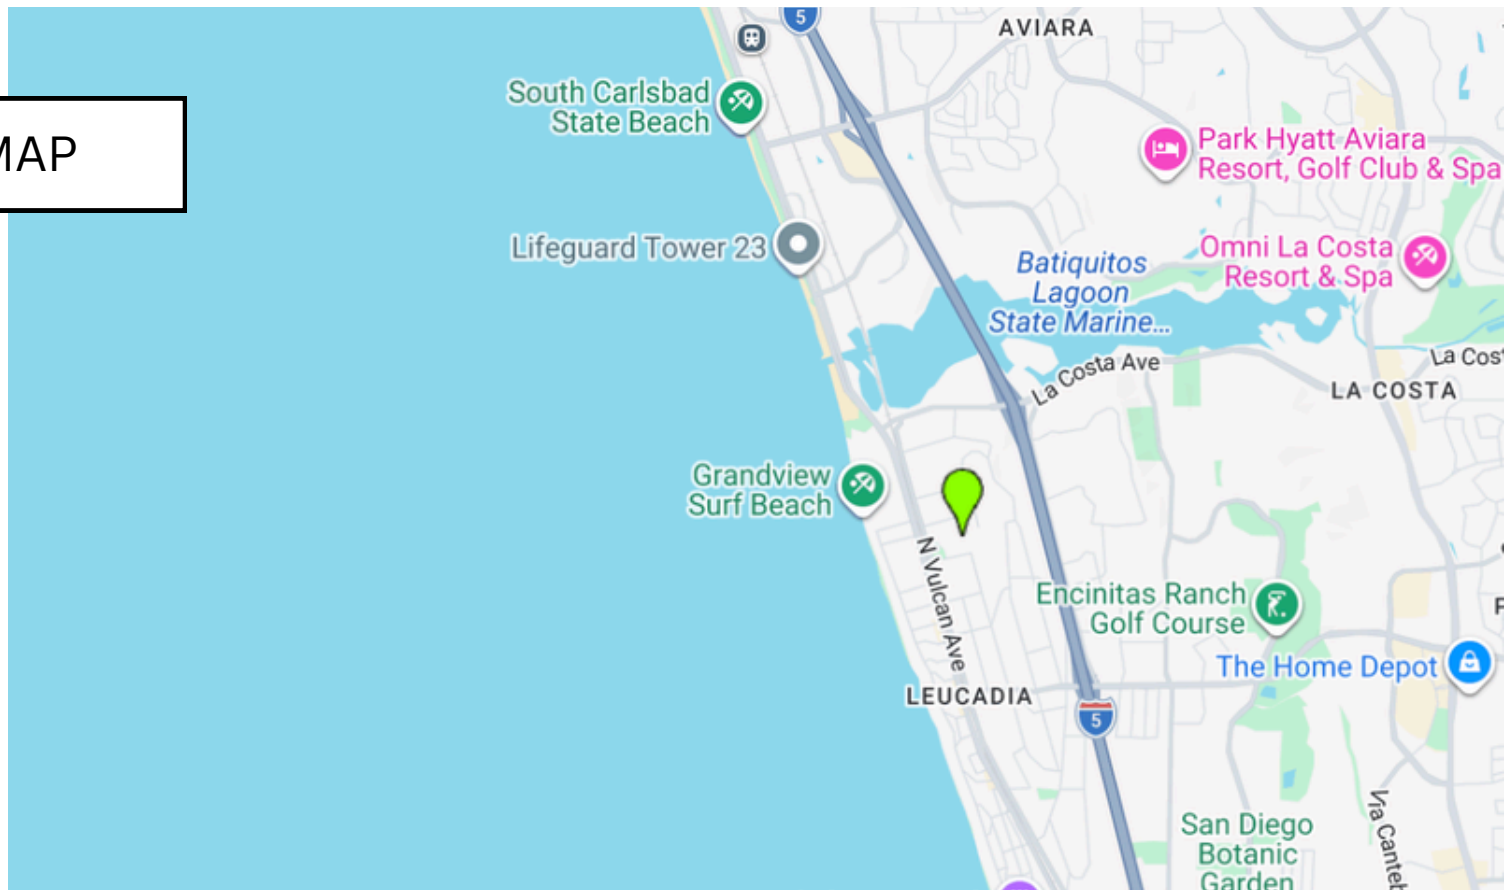 5
AVIARA
South Carlsbad
State Beach
MAP
Park Hyatt Aviara
Resort, Golf Club & Spa
Lifeguard Tower 23
Omni La Costa
Resort & Spa
Batiquitos
Lagoon
State Marine...
La Costa Ave
La Cost
LA COSTA
Grandview
Surf Beach
N Vulcan Ave
Encinitas Ranch
Golf Course
The Home Depot
LEUCADIA
5
San Diego
Botanic
Garden
Via Canteb